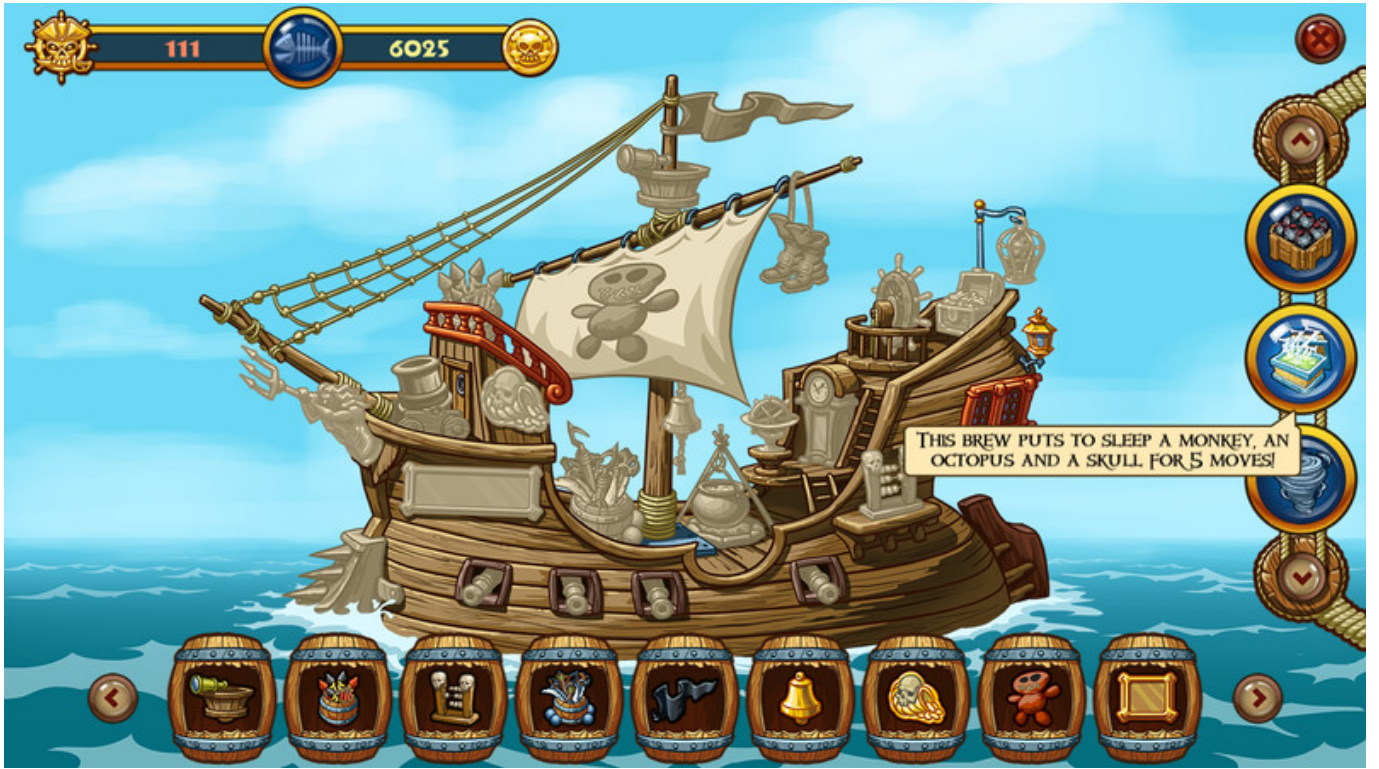 111
6025
THIS BREW PUTS TO SLEEP A MONKEY, AN
OCTOPUS AND A SKULL FOR 5 MOVES!